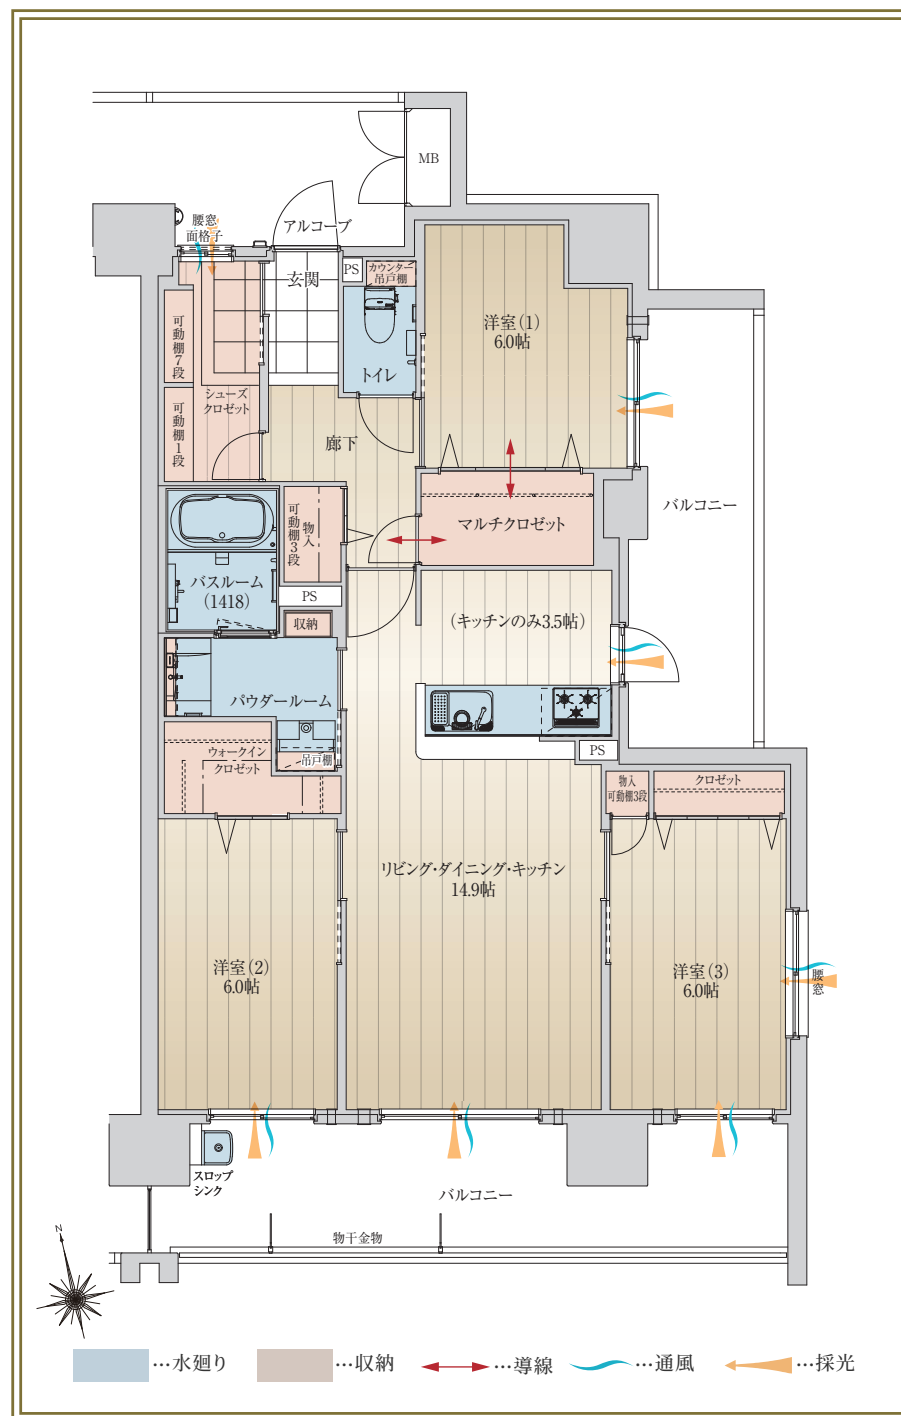 MB
腰窓
面格子
アルコーブ
玄関
PS
カウンター
吊戸棚
洋室(1)
6.0帖
可動棚7段
トイレ
シューズ
クロゼット
可動棚1段
廊下
バルコニー
マルチクロゼット
物入
可動棚3段
バスルーム
(1418)
PS
収納
(キッチンのみ3.5帖)
パウダールーム
吊戸棚
ウォークイン
クロゼット
PS
物入
可動棚3段
クロゼット
リビング・ダイニング・キッチン
14.9帖
洋室(2)
6.0帖
洋室(3)
6.0帖
腰窓
スロップ
シンク
バルコニー
物干金物
N
…水廻り
…収納
…導線
…通風
…採光